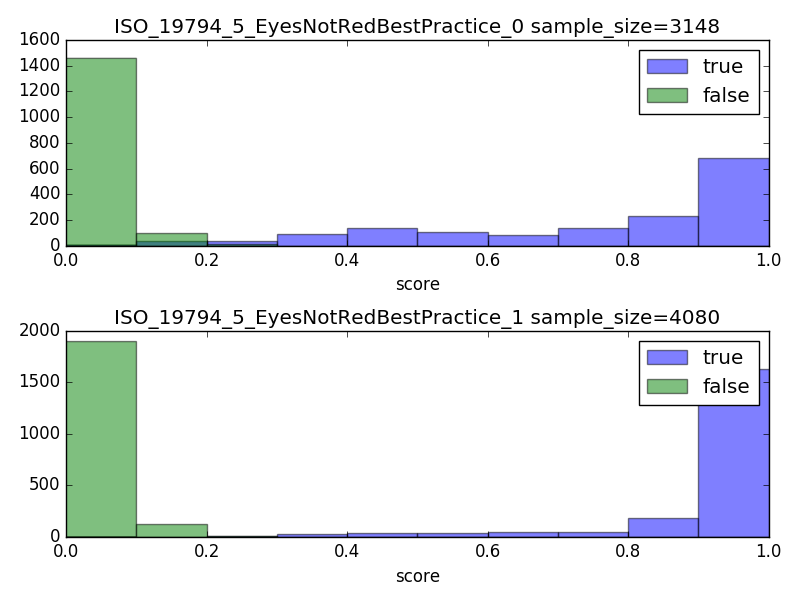 ISO_19794_5_EyesNotRedBestPractice_0 sample_size=3148
1600
1400
1200
1000
800
600
400
200
0
true
false
0.0 0.2 0.4 0.6 0.8 1.0
score
ISO_19794_5_EyesNotRedBestPractice_1 sample_size=4080
2000
1500
1000
500
0
true
false
0.0 0.2 0.4 0.6 0.8 1.0
score